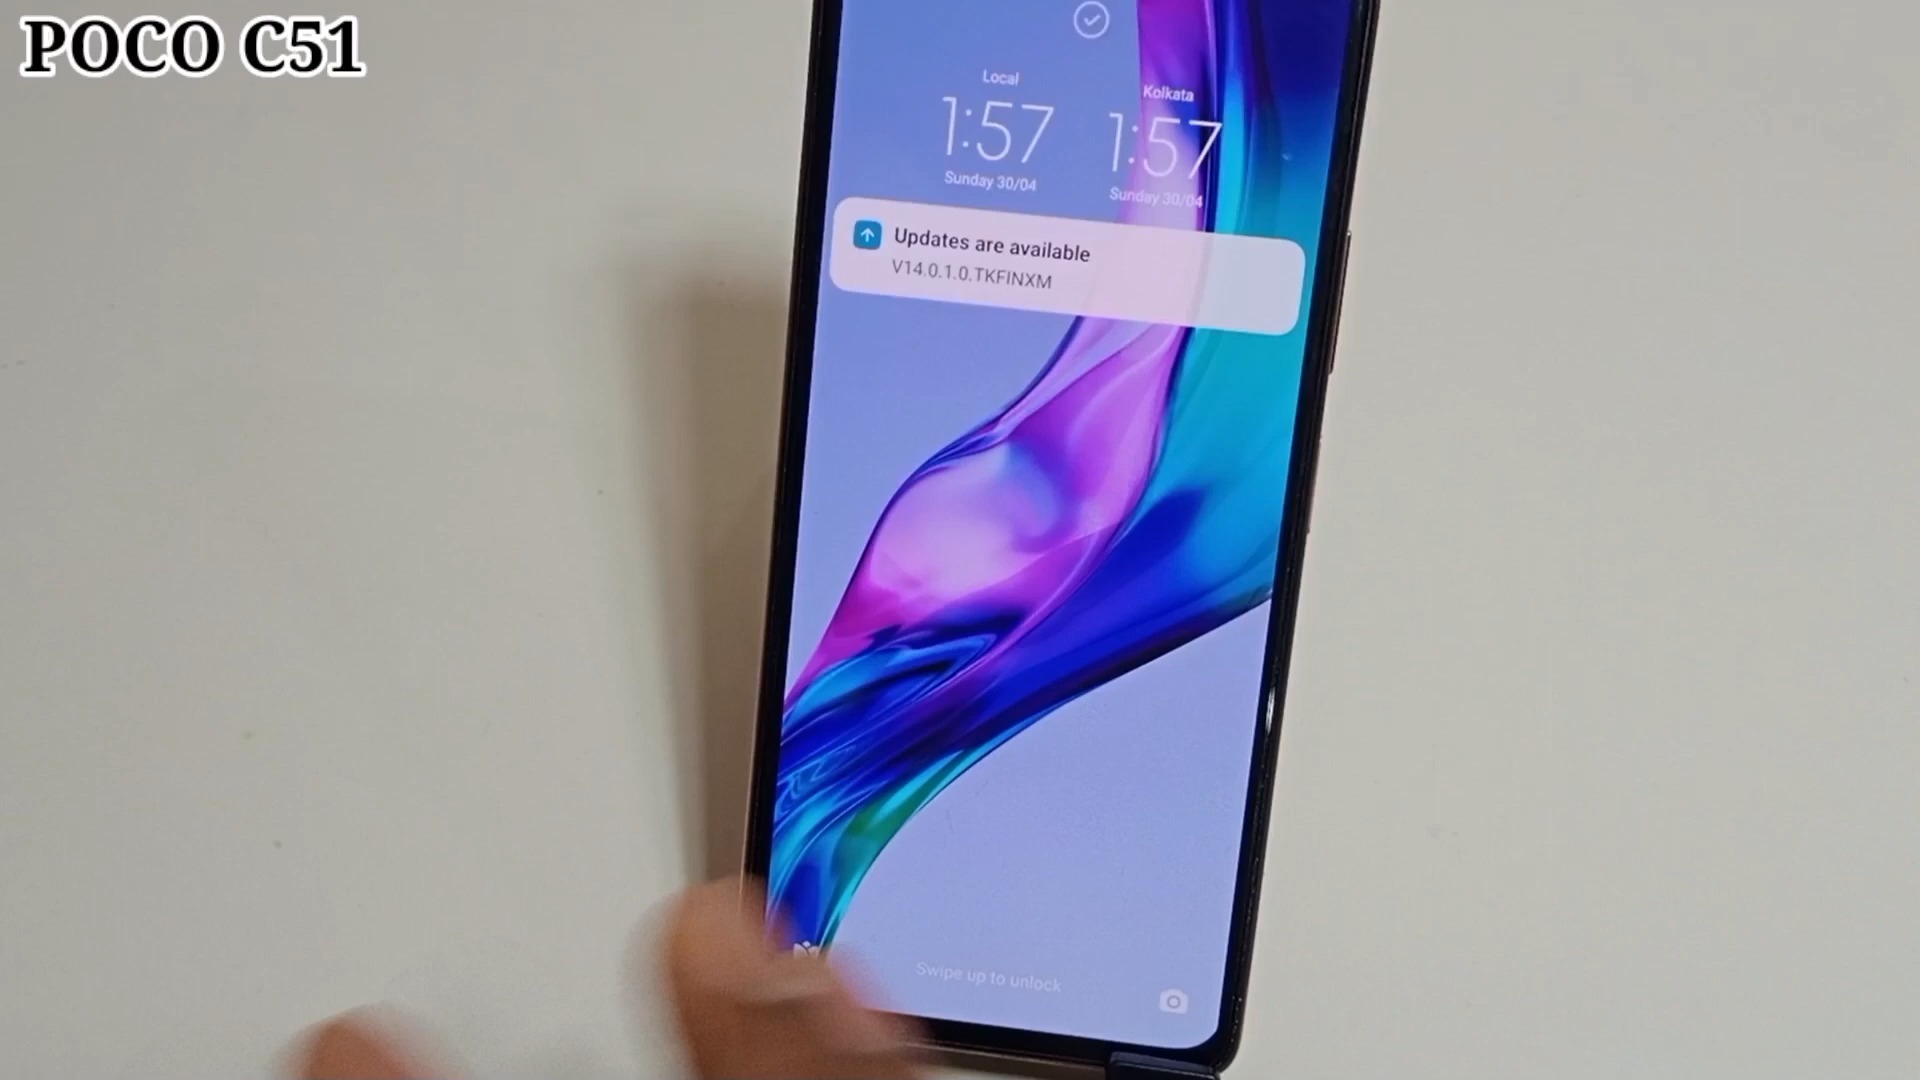 POCO C51
Local
1:57
Sunday 30/04
Kolkata
1:57
Sunday 30/04
Updates are available
V14.0.1.0.TKFINXM
Swipe up to unlock